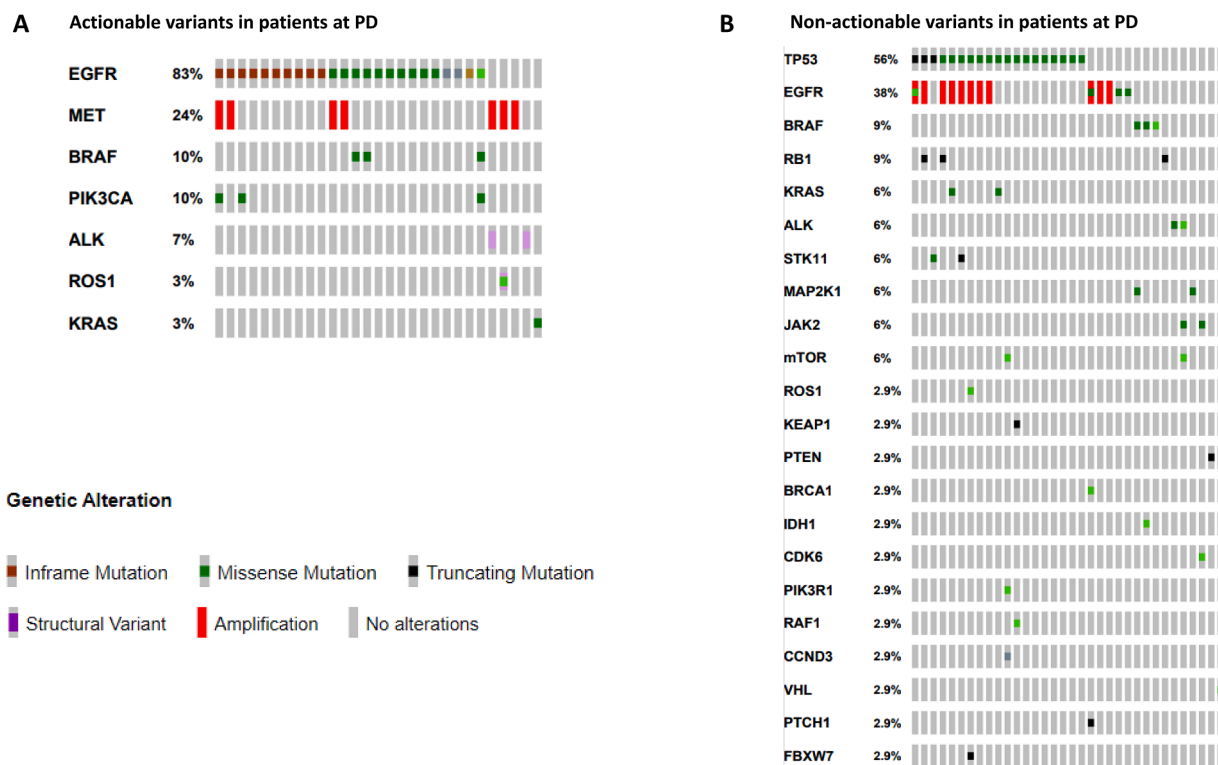 A Actionable variants in patients at PD
EGFR 83%
MET 24%
BRAF 10%
PIK3CA 10%
ALK 7%
ROS1 3%
KRAS 3%
Genetic Alteration
Inframe Mutation Missense Mutation Truncating Mutation
Structural Variant Amplification No alterations
B Non-actionable variants in patients at PD
TP53 56%
EGFR 38%
BRAF 9%
RB1 9%
KRAS 6%
ALK 6%
STK11 6%
MAP2K1 6%
JAK2 6%
mTOR 6%
ROS1 2.9%
KEAP1 2.9%
PTEN 2.9%
BRCA1 2.9%
IDH1 2.9%
CDK6 2.9%
PIK3R1 2.9%
RAF1 2.9%
CCND3 2.9%
VHL 2.9%
PTCH1 2.9%
FBXW7 2.9%